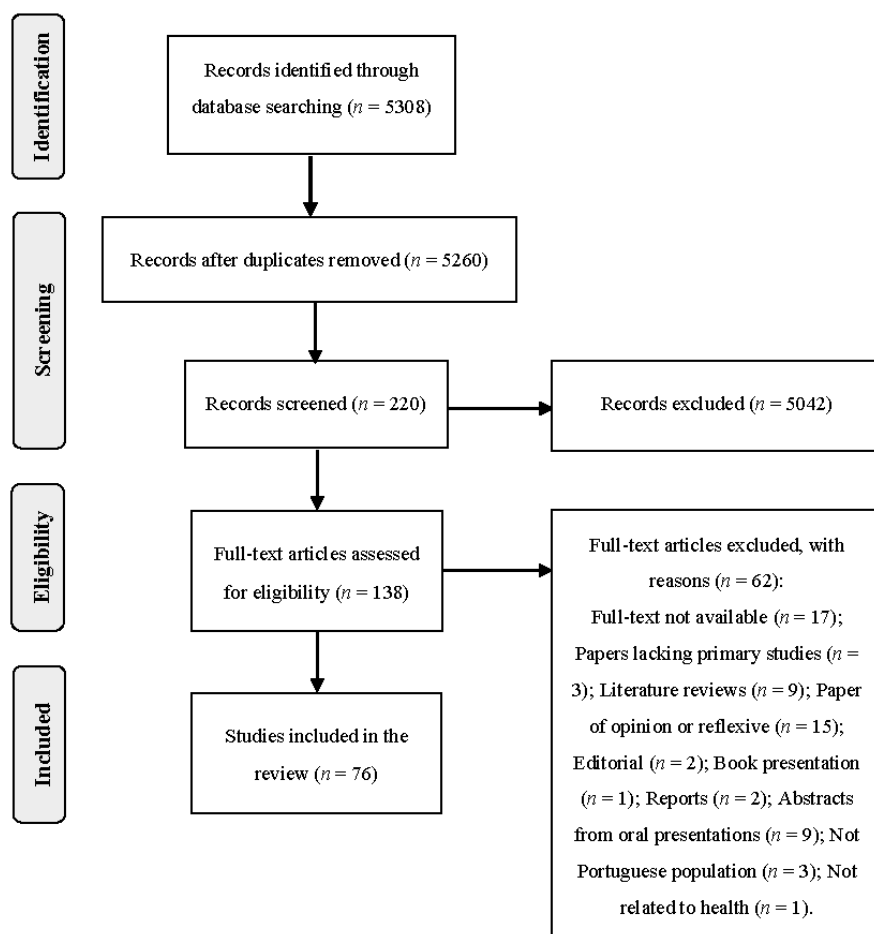 Identification
Records identified through
database searching (n = 5308)
Screening
Records after duplicates removed (n = 5260)
Records screened (n = 220)
Records excluded (n = 5042)
Eligibility
Full-text articles assessed
for eligibility (n = 138)
Full-text articles excluded, with
reasons (n = 62):
Full-text not available (n = 17);
Papers lacking primary studies (n =
3); Literature reviews (n = 9); Paper
of opinion or reflexive (n = 15);
Editorial (n = 2); Book presentation
(n = 1); Reports (n = 2); Abstracts
from oral presentations (n = 9); Not
Portuguese population (n = 3); Not
related to health (n = 1).
Included
Studies included in the
review (n = 76)